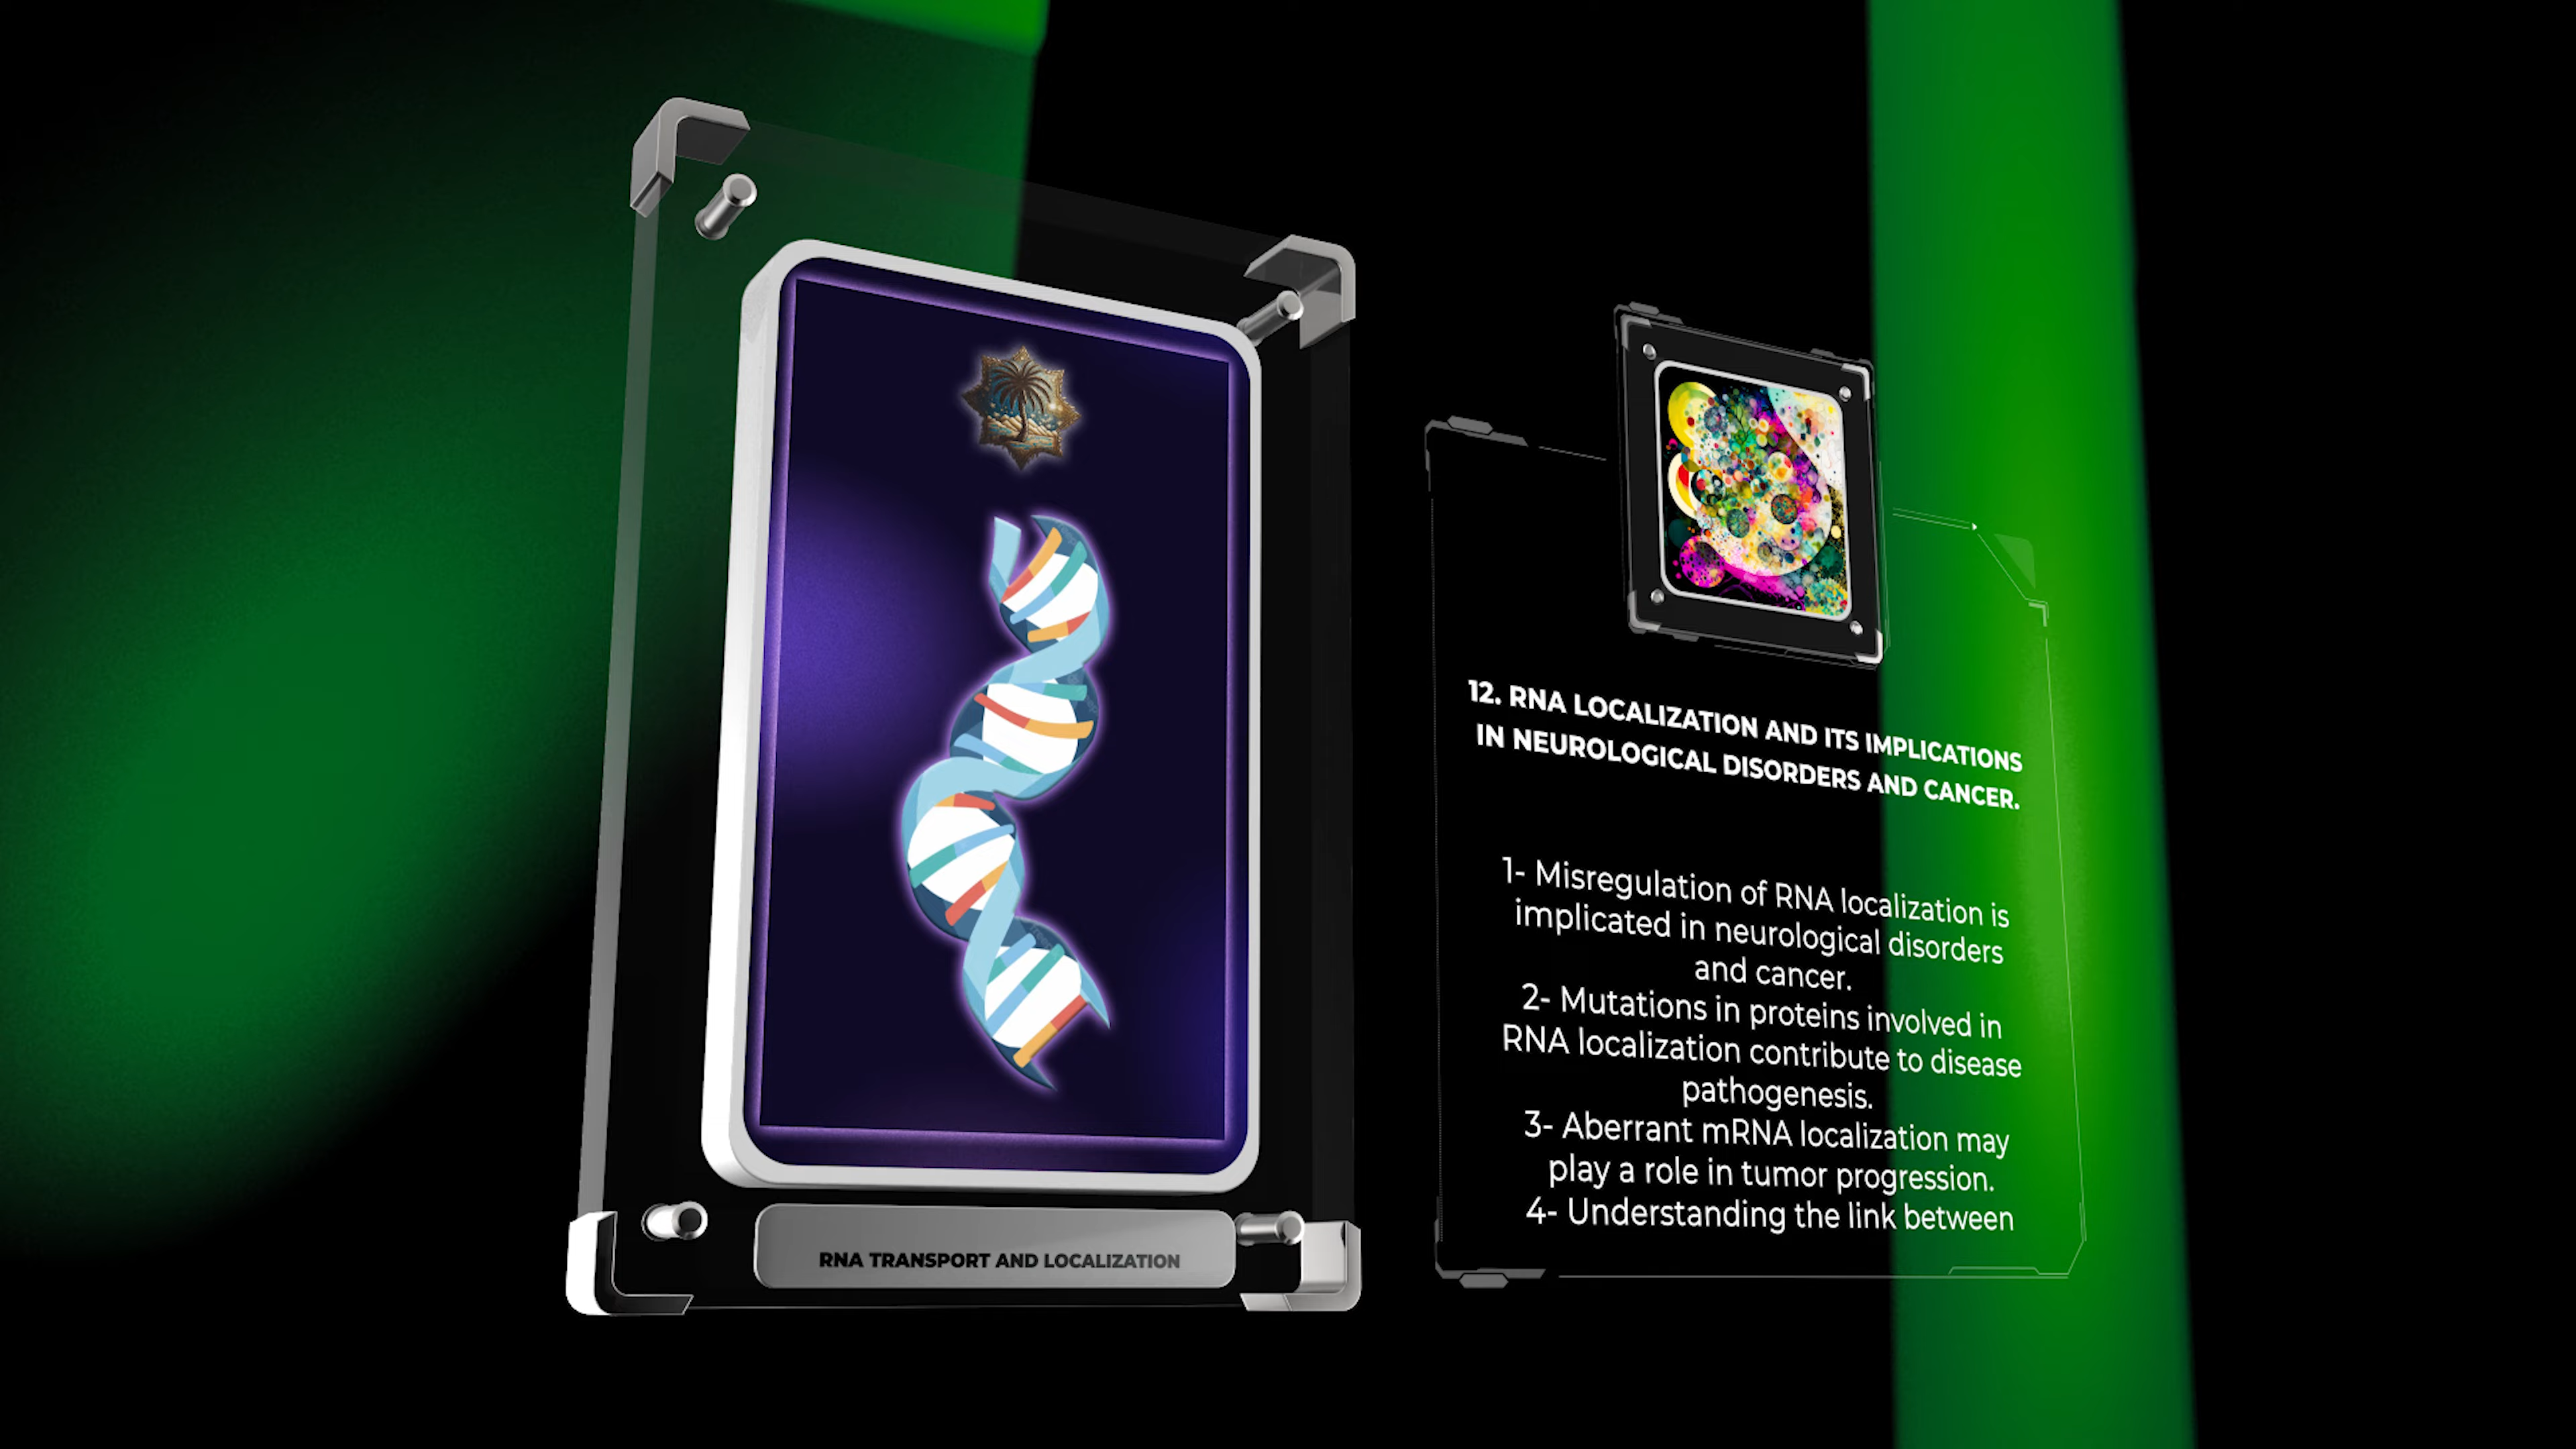 RNA TRANSPORT AND LOCALIZATION
12. RNA LOCALIZATION AND ITS IMPLICATIONS
IN NEUROLOGICAL DISORDERS AND CANCER.
1- Misregulation of RNA localization is
implicated in neurological disorders
and cancer.
2- Mutations in proteins involved in
RNA localization contribute to disease
pathogenesis.
3- Aberrant mRNA localization may
play a role in tumor progression.
4- Understanding the link between